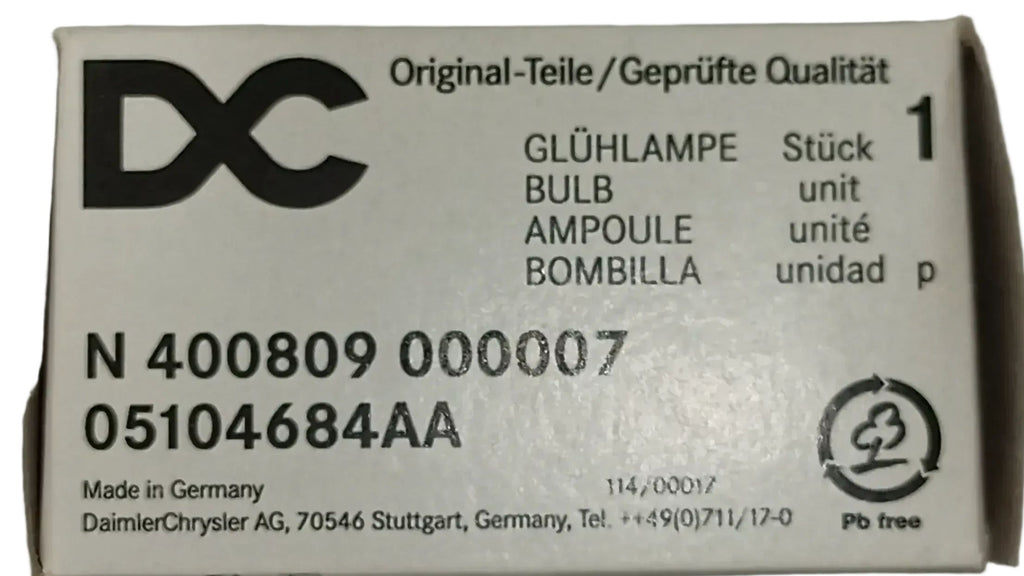 DC
Original-Teile/Geprüfte Qualität
GLÜHLAMPE Stück 1
BULB unit
AMPOULE unité
BOMBILLA unidad p
N 400809 000007
05104684AA
Made in Germany 114/00017
DaimlerChrysler AG, 70546 Stuttgart, Germany, Tel. ++49(0)711/17-0
Pb free